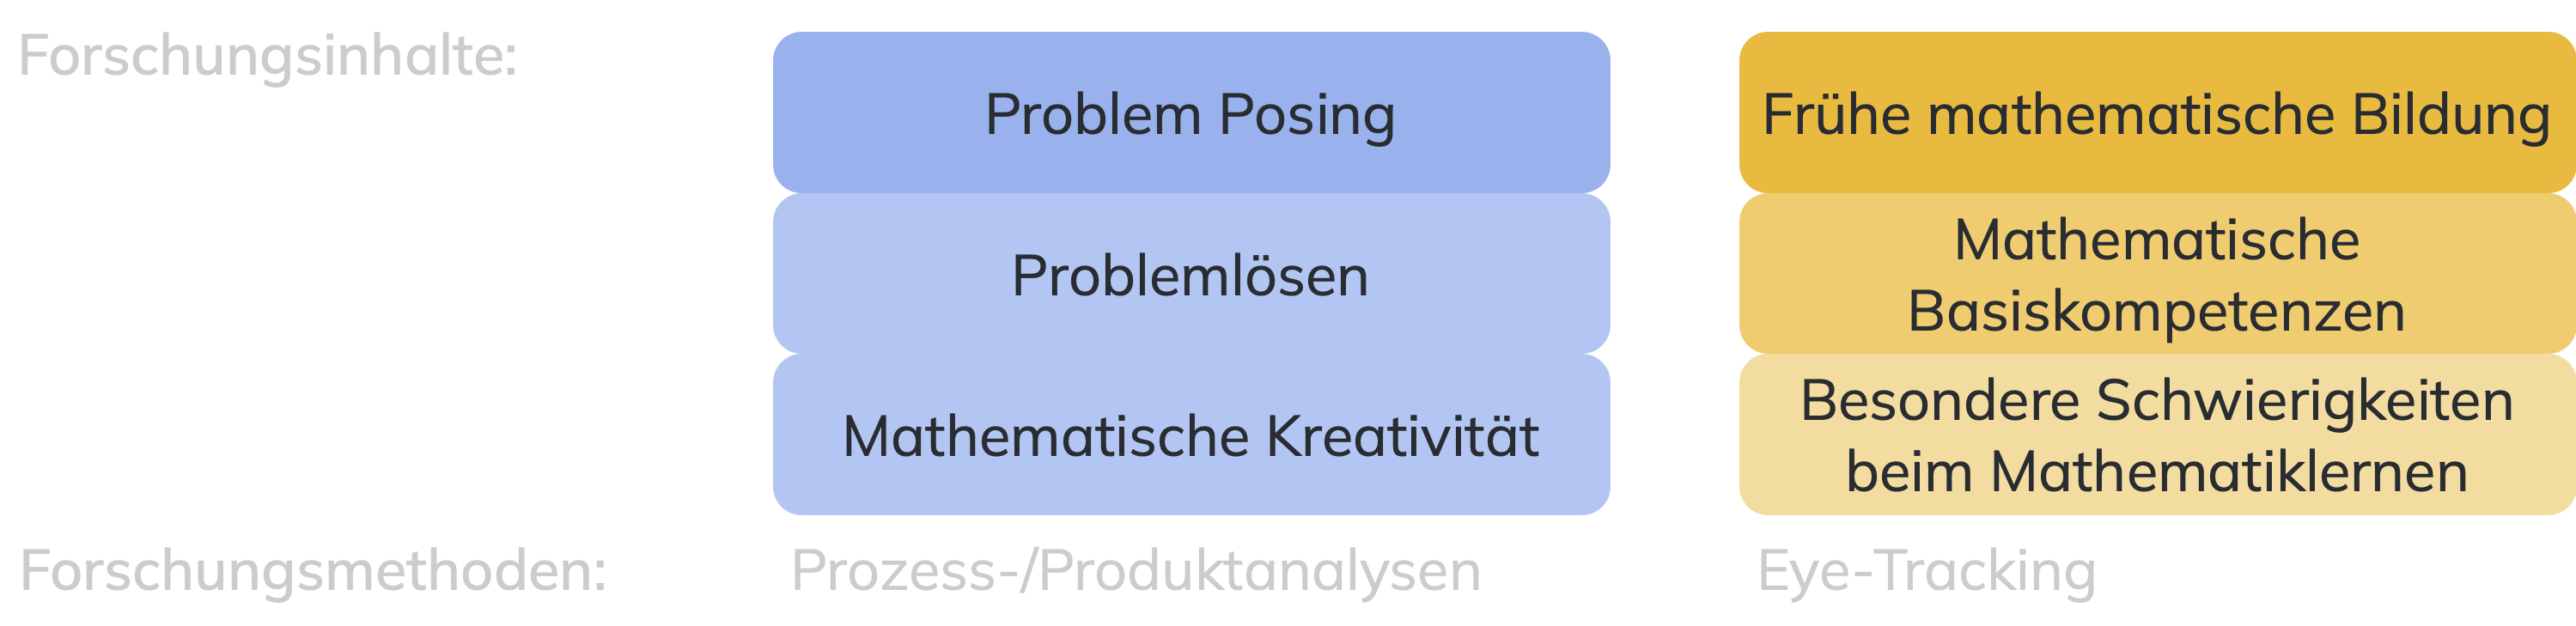 Forschungsinhalte:
Problem Posing
Problemlösen
Mathematische Kreativität
Frühe mathematische Bildung
Mathematische
Basiskompetenzen
Besondere Schwierigkeiten
beim Mathematiklernen
Forschungsmethoden:
Prozess-/Produktanalysen
Eye-Tracking